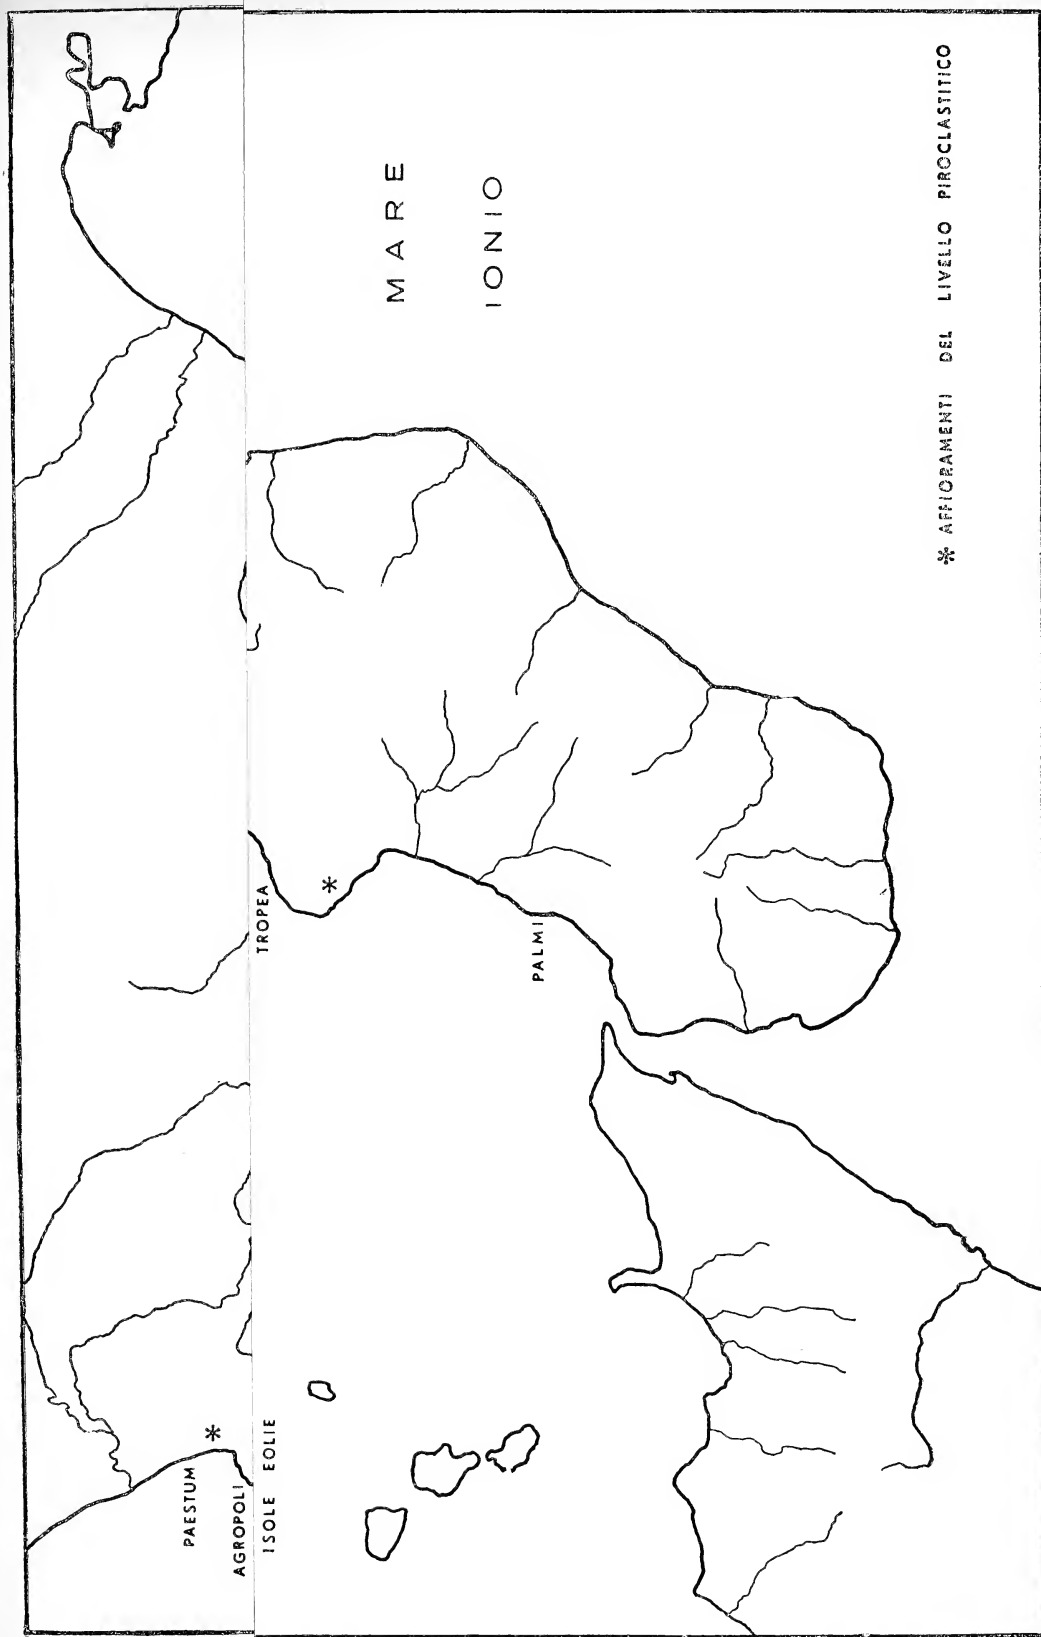 MARE
IONIO
PAESTUM
AGROPOLI
ISOLE EOLIE
TROPEA
PALMI
* AFFIORAMENTI DEL LIVELLO PIROCLASTITICO